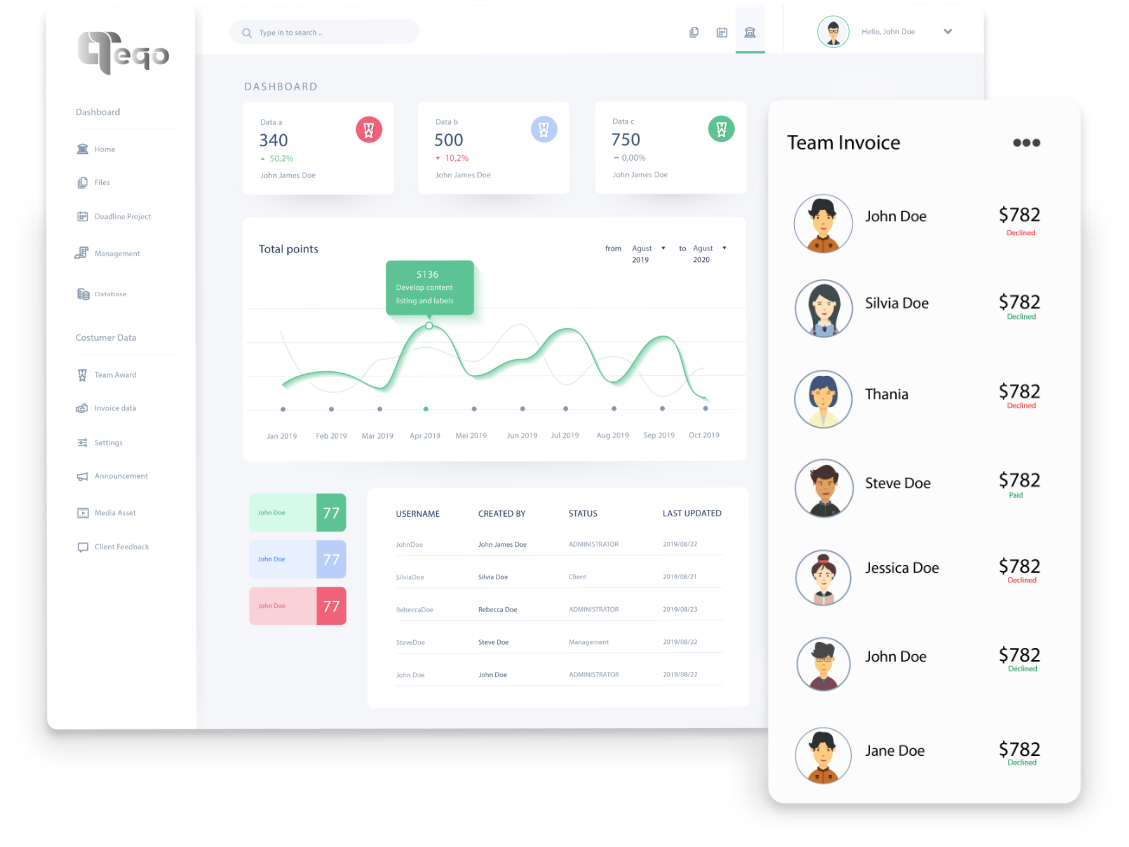 Teqo
Type in to search ..
Hello, John Doe
Dashboard
Home
Files
Deadline Project
Management
Database
Costumer Data
Team Award
Invoice data
Settings
Announcement
Media Asset
Client Feedback
DASHBOARD
Data a
340
50,2%
John James Doe
Data b
500
10,2%
John James Doe
Data c
750
0,00%
John James Doe
Total points
from Agust 2019 to Agust 2020
5136
Develop content
listing and labels
Jan 2019 Feb 2019 Mar 2019 Apr 2019 Mei 2019 Jun 2019 Jul 2019 Aug 2019 Sep 2019 Oct 2019
John Doe 77
John Doe 77
John Doe 77
USERNAME CREATED BY STATUS LAST UPDATED
JohnDoe John James Doe ADMINISTRATOR 2019/08/22
SilviaDoe Silvia Doe Client 2019/08/21
RebeccaDoe Rebecca Doe ADMINISTRATOR 2019/08/23
SteveDoe Steve Doe Management 2019/08/22
John Doe John Doe ADMINISTRATOR 2019/08/22
Team Invoice
John Doe $782
Declined
Silvia Doe $782
Declined
Thania $782
Declined
Steve Doe $782
Paid
Jessica Doe $782
Declined
John Doe $782
Declined
Jane Doe $782
Declined